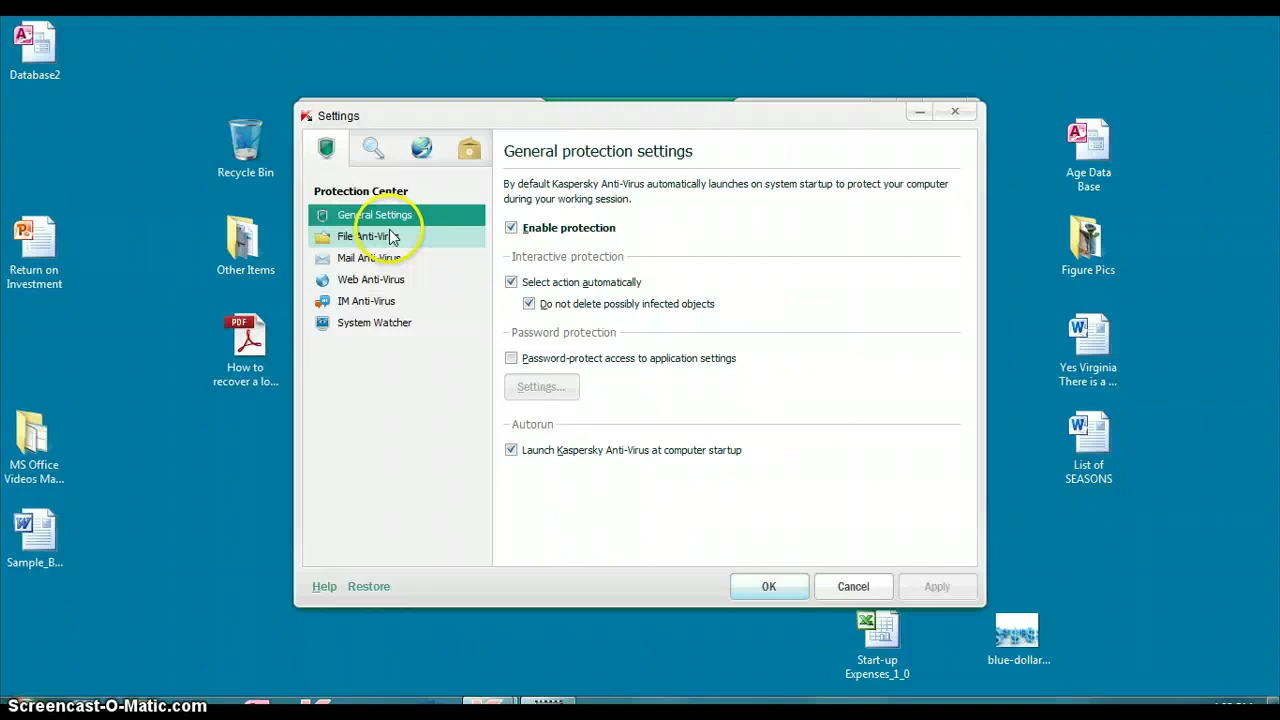 Database2
Recycle Bin
Return on
Investment
Other Items
PDF
How to
recover a lo...
MS Office
Videos Ma...
Sample_B...
Settings
Protection Center
General Settings
File Anti-Virus
Mail Anti-Virus
Web Anti-Virus
IM Anti-Virus
System Watcher
General protection settings
By default Kaspersky Anti-Virus automatically launches on system startup to protect your computer
during your working session.
Enable protection
Interactive protection
Select action automatically
Do not delete possibly infected objects
Password protection
Password-protect access to application settings
Settings...
Autorun
Launch Kaspersky Anti-Virus at computer startup
Help
Restore
OK
Cancel
Apply
Age Data
Base
Figure Pics
Yes Virginia
There is a ...
List of
SEASONS
Start-up
Expenses_1_0
blue-dollar...
Screencast-O-Matic.com